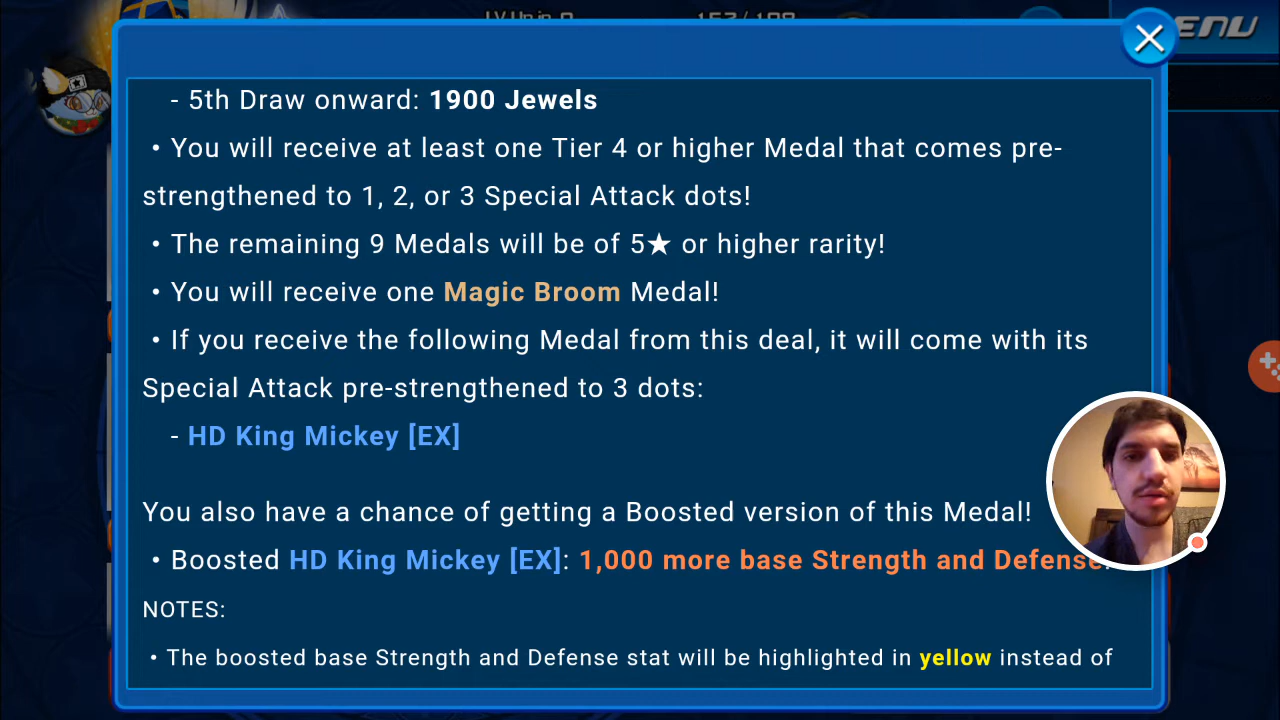 LV Up in 0
MENU
- 5th Draw onward: 1900 Jewels
• You will receive at least one Tier 4 or higher Medal that comes pre-
strengthened to 1, 2, or 3 Special Attack dots!
• The remaining 9 Medals will be of 5★ or higher rarity!
• You will receive one Magic Broom Medal!
• If you receive the following Medal from this deal, it will come with its
Special Attack pre-strengthened to 3 dots:
- HD King Mickey [EX]
You also have a chance of getting a Boosted version of this Medal!
• Boosted HD King Mickey [EX]: 1,000 more base Strength and Defense.
NOTES:
• The boosted base Strength and Defense stat will be highlighted in yellow instead of